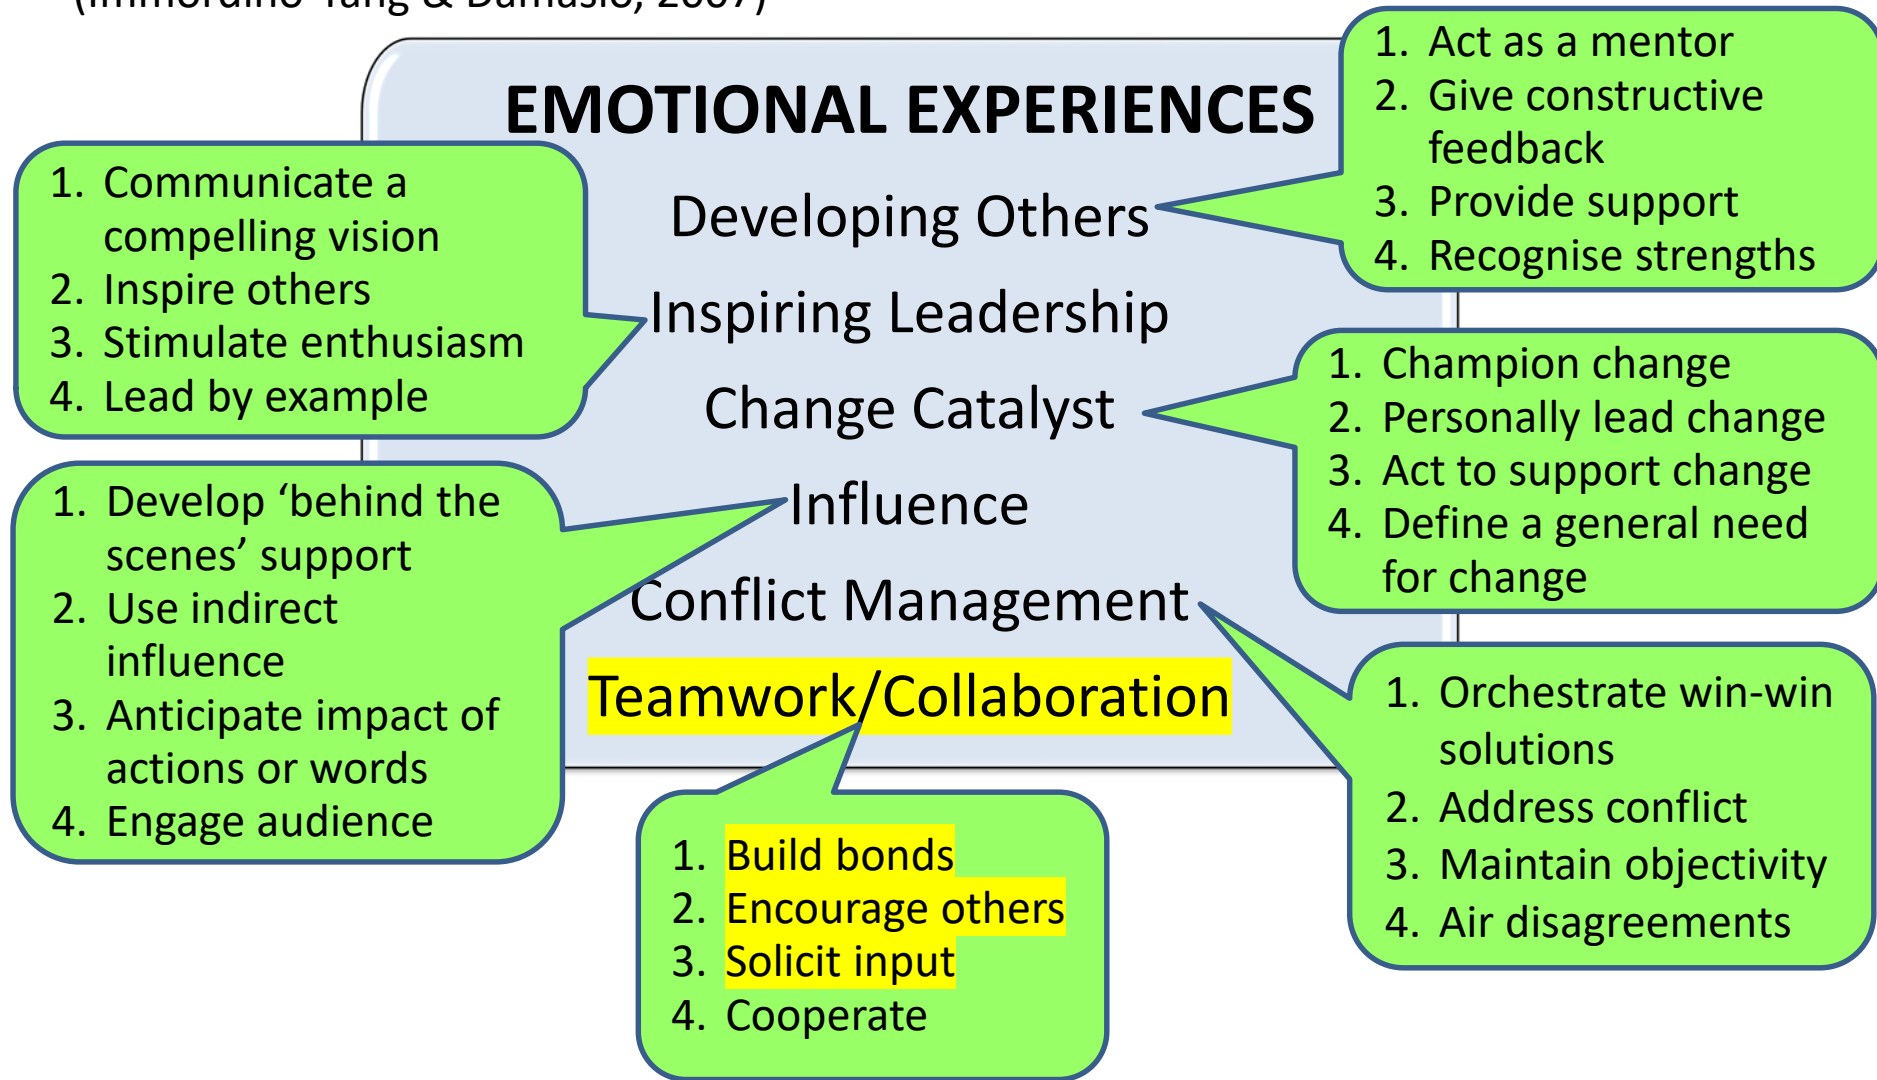 (Immordino-Yang & Damasio, 2007)
EMOTIONAL EXPERIENCES
Developing Others
Inspiring Leadership
Change Catalyst
Influence
Conflict Management
Teamwork/Collaboration
1. Act as a mentor
2. Give constructive
feedback
3. Provide support
4. Recognise strengths
1. Communicate a
compelling vision
2. Inspire others
3. Stimulate enthusiasm
4. Lead by example
1. Champion change
2. Personally lead change
3. Act to support change
4. Define a general need
for change
1. Develop ‘behind the
scenes’ support
2. Use indirect
influence
3. Anticipate impact of
actions or words
4. Engage audience
1. Orchestrate win-win
solutions
2. Address conflict
3. Maintain objectivity
4. Air disagreements
1. Build bonds
2. Encourage others
3. Solicit input
4. Cooperate